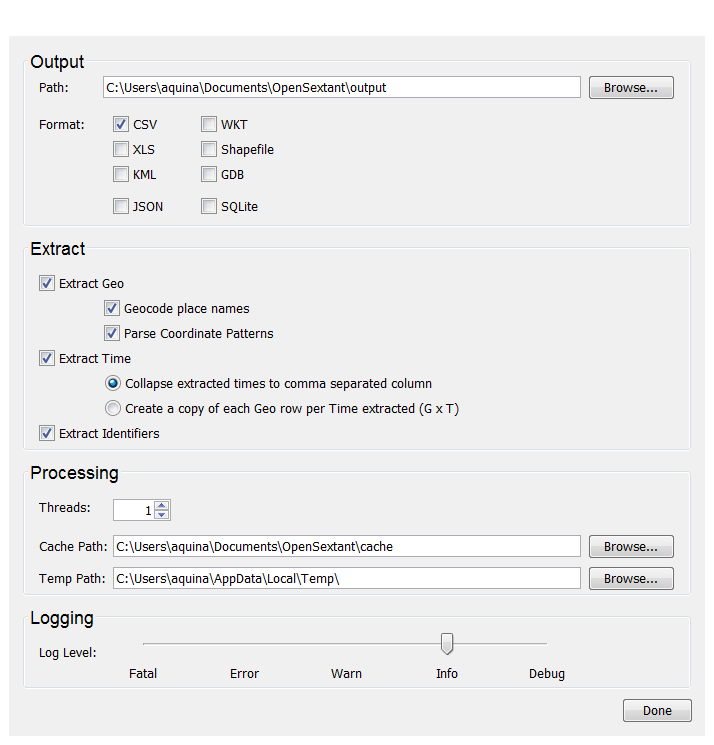 Output
Path: C:\Users\aquina\Documents\OpenSextant\output Browse...
Format: CSV WKT
XLS Shapefile
KML GDB
JSON SQLite
Extract
Extract Geo
Geocode place names
Parse Coordinate Patterns
Extract Time
Collapse extracted times to comma separated column
Create a copy of each Geo row per Time extracted (G x T)
Extract Identifiers
Processing
Threads: 1
Cache Path: C:\Users\aquina\Documents\OpenSextant\cache Browse...
Temp Path: C:\Users\aquina\AppData\Local\Temp\ Browse...
Logging
Log Level:
Fatal Error Warn Info Debug
Done